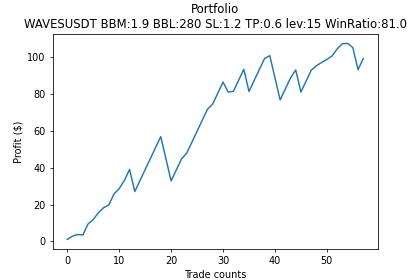 Portfolio
WAVESUSDT BBM:1.9 BBL:280 SL:1.2 TP:0.6 lev:15 WinRatio:81.0
100
80
60
40
20
0
Profit ($)
0 10 20 30 40 50
Trade counts